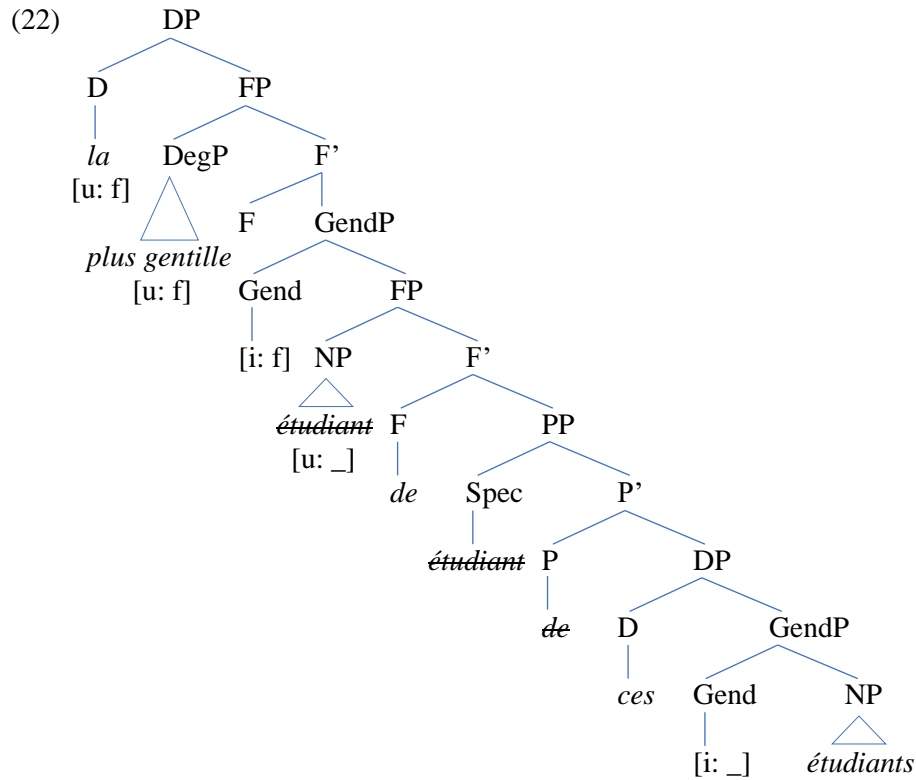 (22) DP
D FP
la DegP F’
[u: f]
F GendP
plus gentille
[u: f] Gend FP
[i: f] NP F’
étudiant F PP
[u: _]
de Spec P’
étudiant P DP
de D GendP
ces Gend NP
[i: _] étudiants